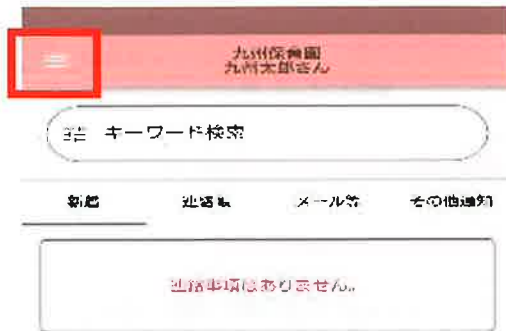 九州保育園
九州太郎さん
キーワード検索
新着
連絡帳
メール等
その他通知
連絡事項はありません。